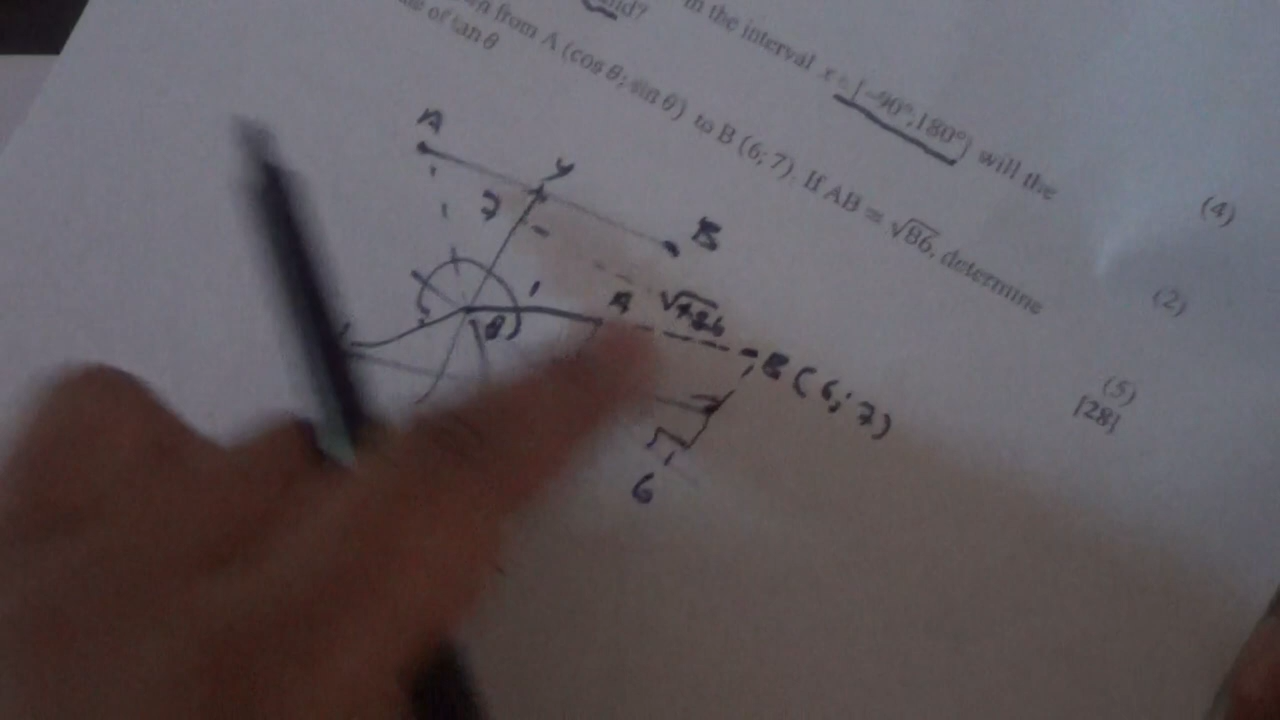 in the interval x ∈ [−90°;180°] will the
(4)
and?
n from A (cos θ; sin θ) to B (6; 7). If AB = √86, determine
(2)
of tan θ
(5)
[28]
A
y
7
B
1
A
√86
θ
B (6; 7)
6